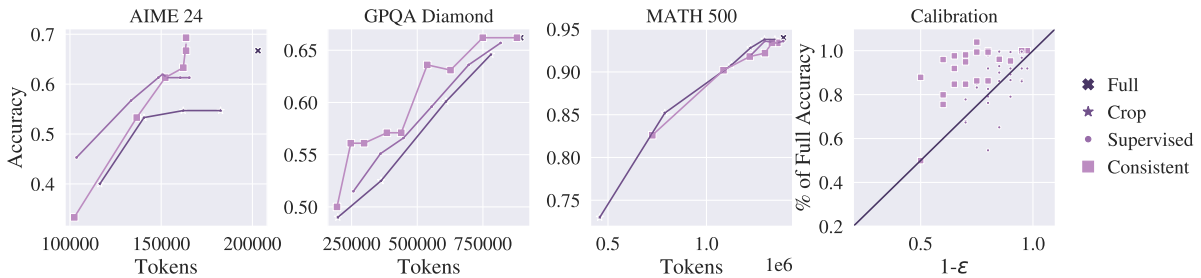 AIME 24
GPQA Diamond
MATH 500
Calibration
Accuracy
0.7
0.6
0.5
0.4
100000
150000
200000
Tokens
0.65
0.60
0.55
0.50
250000
500000
750000
Tokens
0.95
0.90
0.85
0.80
0.75
0.5
1.0
1e6
Tokens
% of Full Accuracy
1.0
0.8
0.6
0.4
0.2
0.5
1.0
1-ε
Full
Crop
Supervised
Consistent